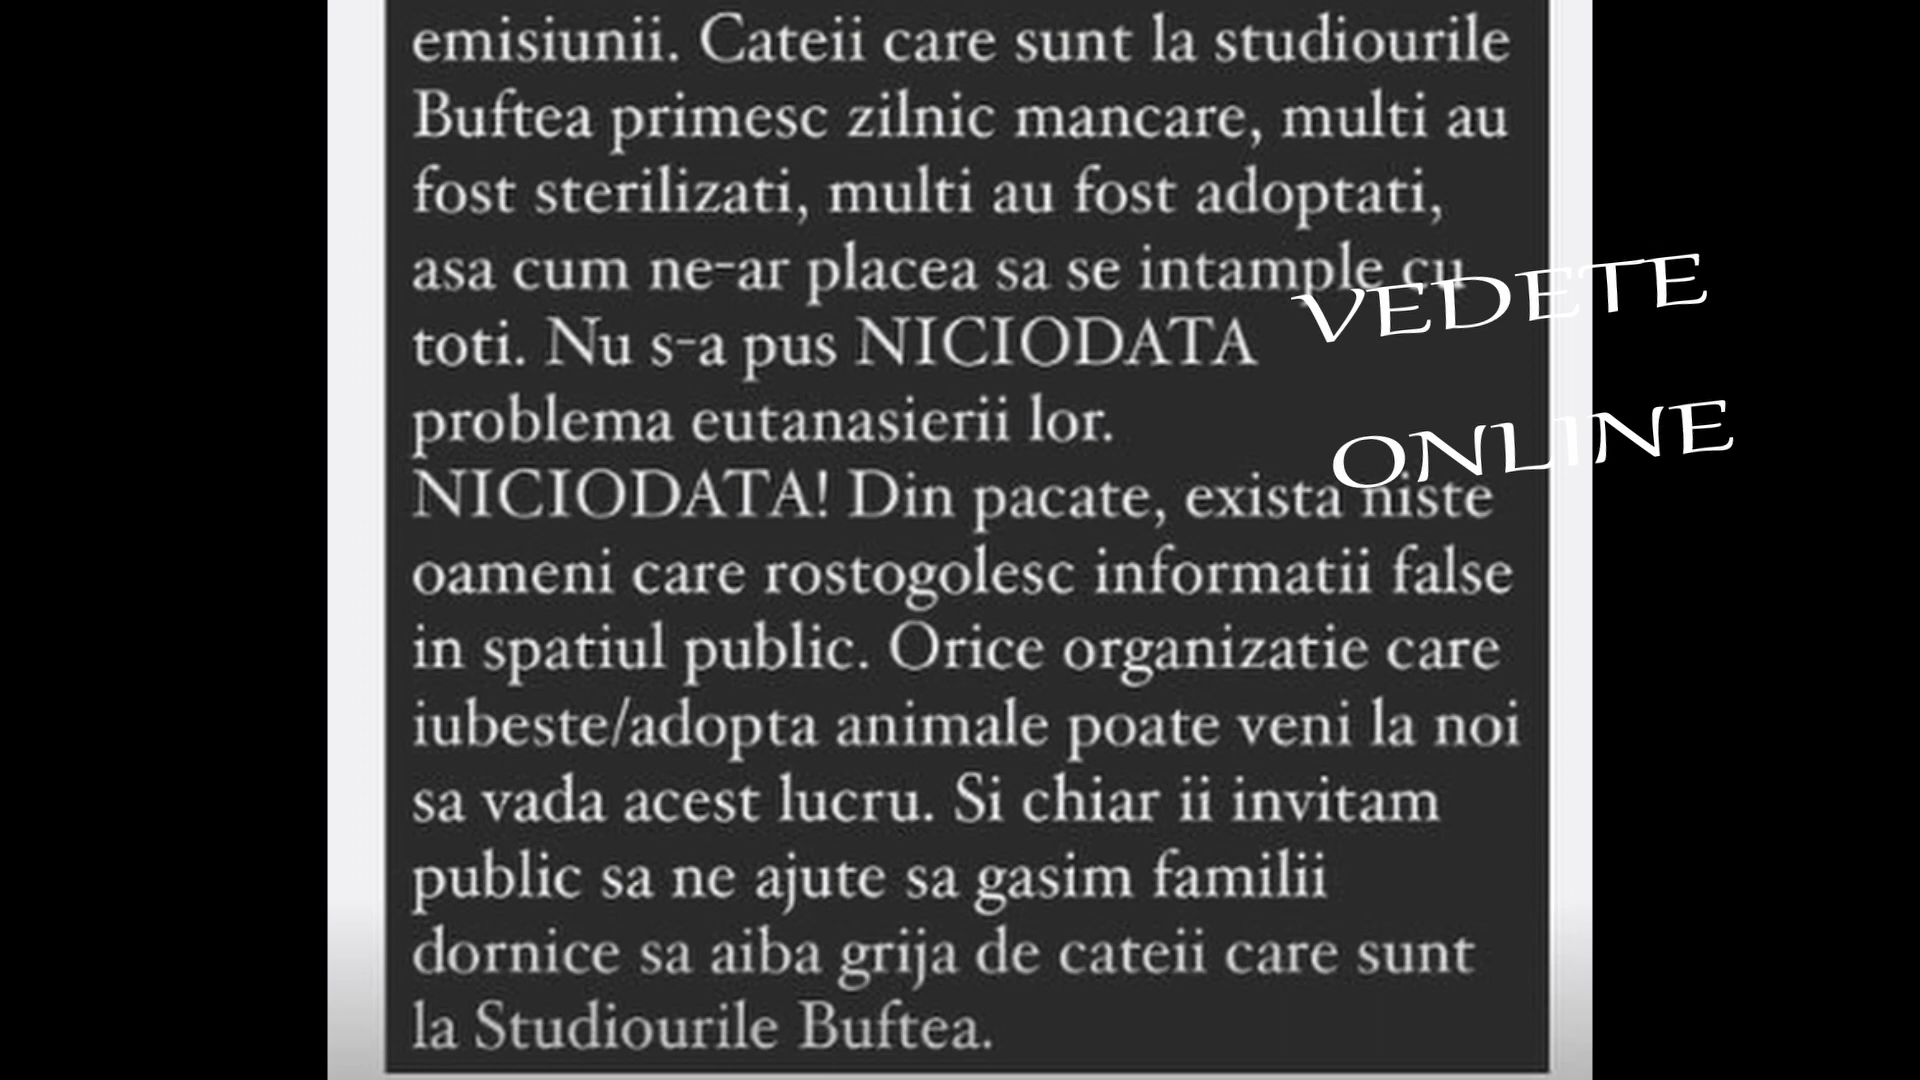 emisiunii. Cateii care sunt la studiourile
Buftea primesc zilnic mancare, multi au
fost sterilizati, multi au fost adoptati,
asa cum ne-ar placea sa se intample cu
toti. Nu s-a pus NICIODATA
problema eutanasierii lor.
NICIODATA! Din pacate, exista niste
oameni care rostogolesc informatii false
in spatiul public. Orice organizatie care
iubeste/adopta animale poate veni la noi
sa vada acest lucru. Si chiar ii invitam
public sa ne ajute sa gasim familii
dornice sa aiba grija de cateii care sunt
la Studiourile Buftea.
VEDETE
ONLINE